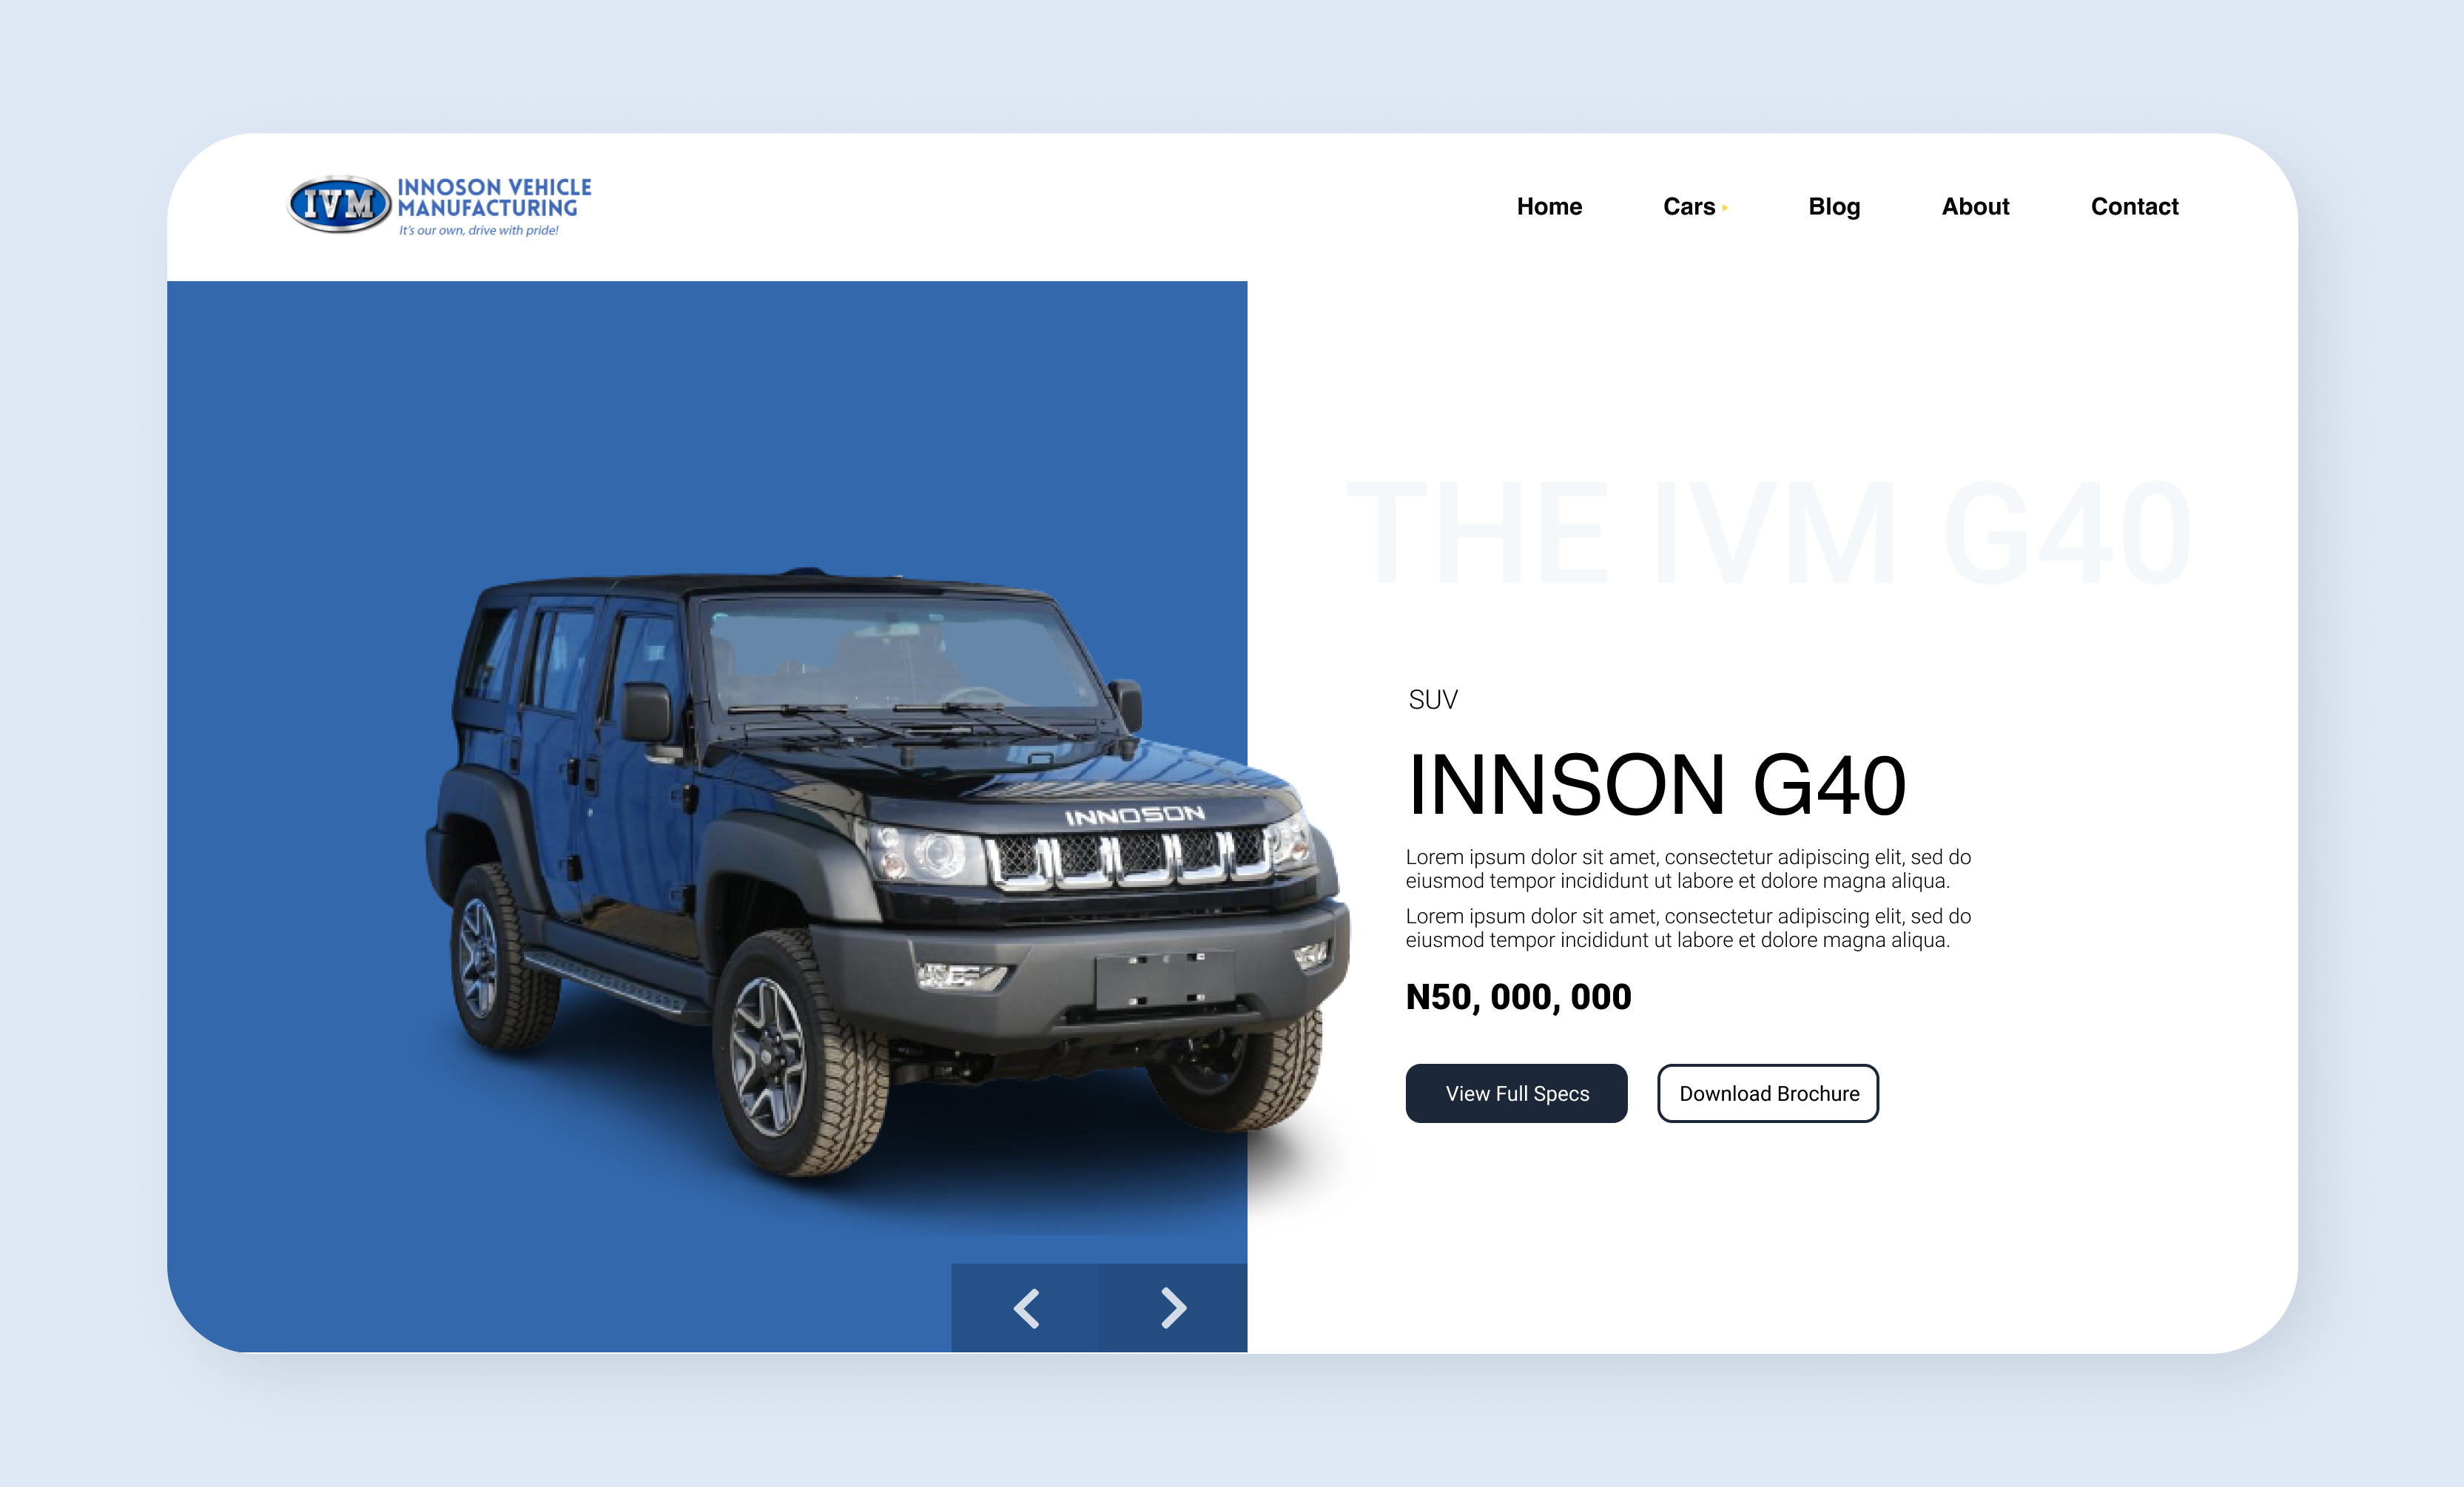 IVM
INNOSON VEHICLE
MANUFACTURING
It's our own, drive with pride!
Home
Cars
Blog
About
Contact
THE IVM G40
SUV
INNSON G40
Lorem ipsum dolor sit amet, consectetur adipiscing elit, sed do
eiusmod tempor incididunt ut labore et dolore magna aliqua.
Lorem ipsum dolor sit amet, consectetur adipiscing elit, sed do
eiusmod tempor incididunt ut labore et dolore magna aliqua.
N50, 000, 000
View Full Specs
Download Brochure
INNOSON